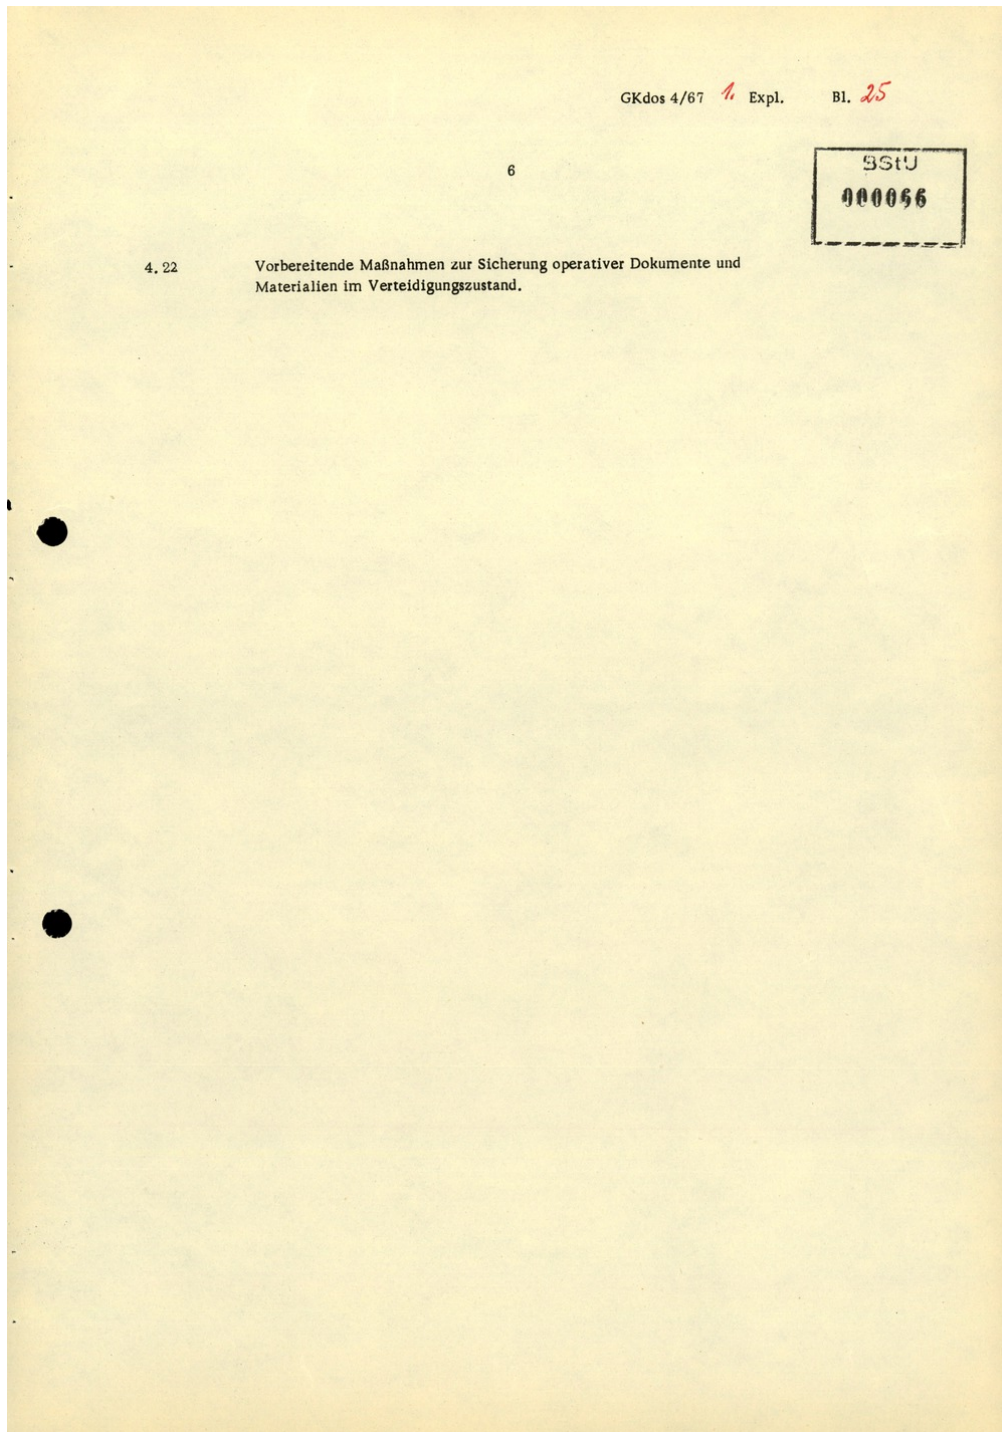 GKdos 4/67 1. Expl. Bl. 25
6
BStU
000066
4. 22 Vorbereitende Maßnahmen zur Sicherung operativer Dokumente und
Materialien im Verteidigungszustand.